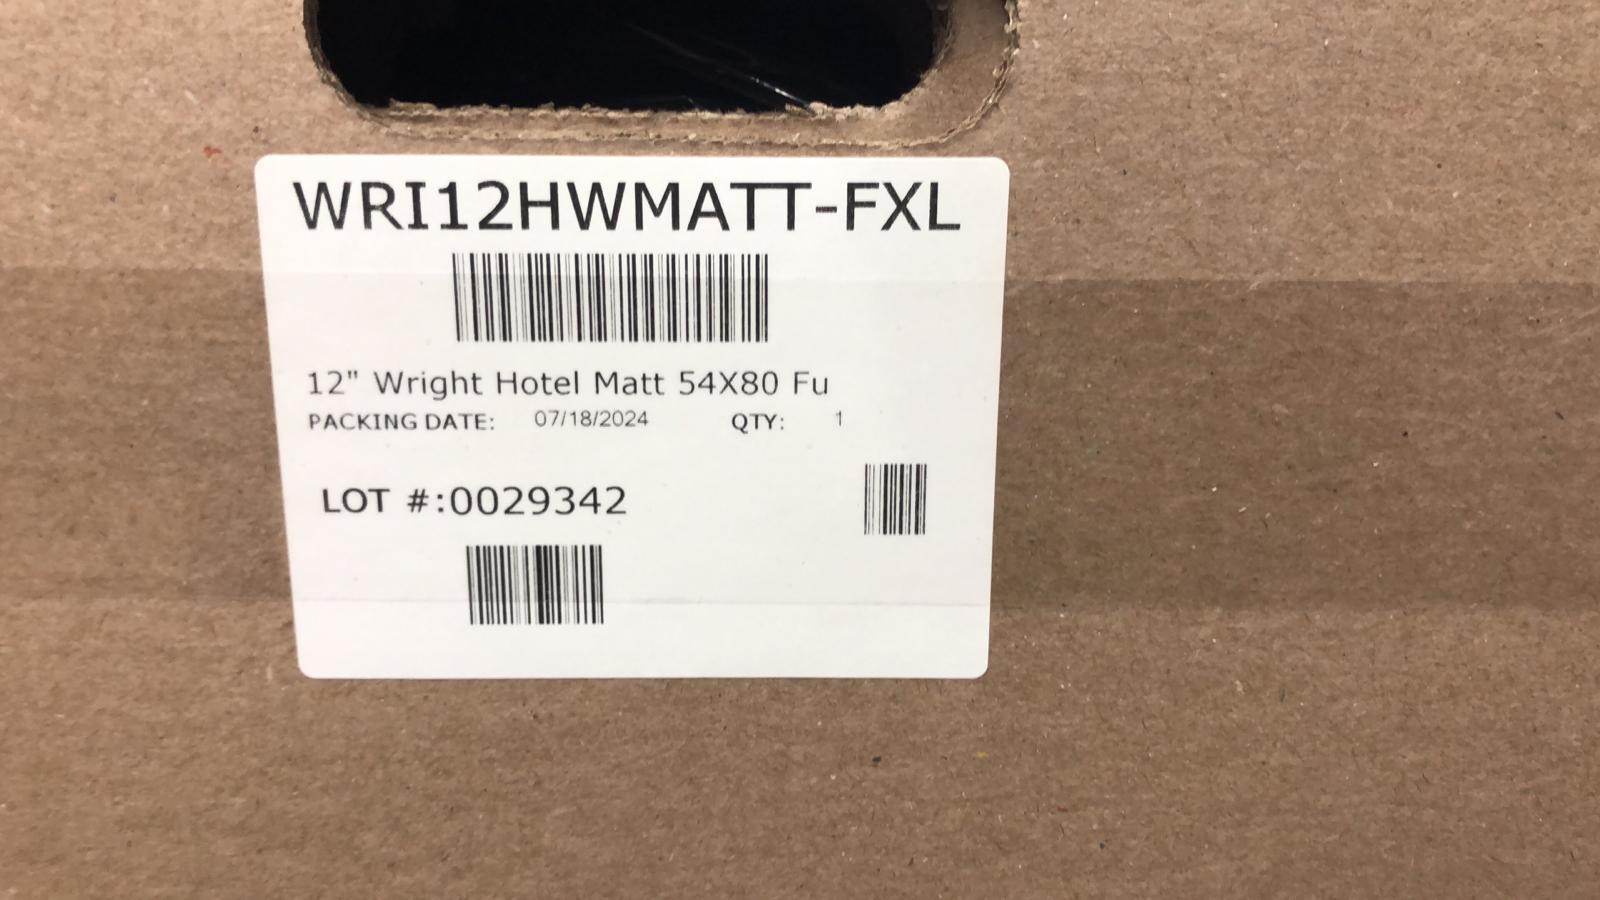 WRI12HWMATT-FXL
12" Wright Hotel Matt 54X80 Fu
PACKING DATE: 07/18/2024 QTY: 1
LOT #:0029342